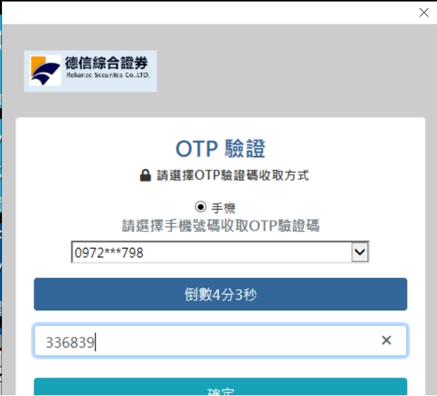 德信綜合證券
Reliance Securities Co.,LTD.
OTP 驗證
請選擇OTP驗證碼收取方式
手機
請選擇手機號碼收取OTP驗證碼
0972***798
倒數4分3秒
336839
確定